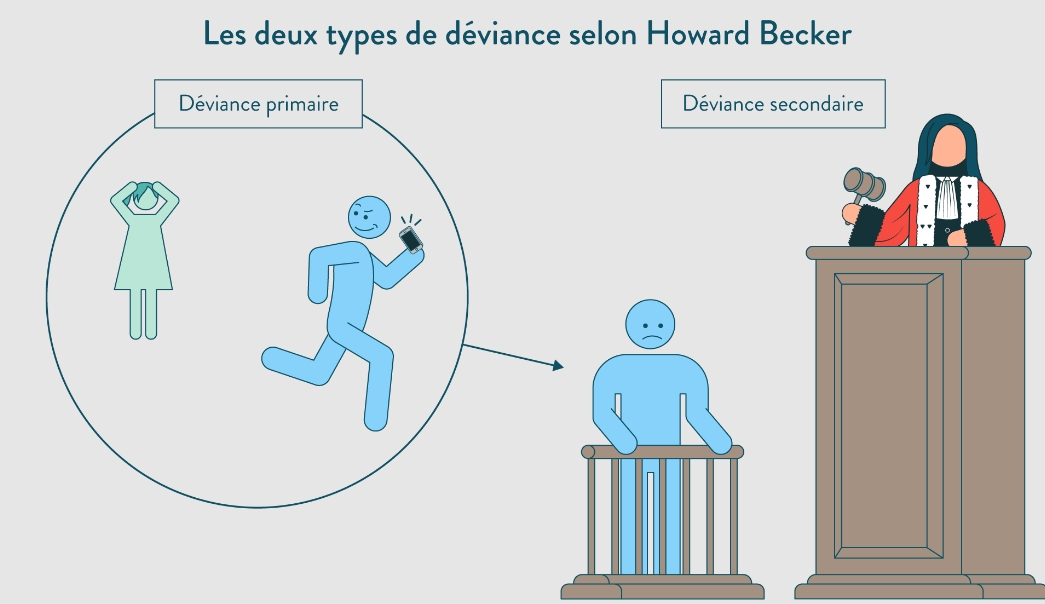 Les deux types de déviance selon Howard Becker
Déviance primaire
Déviance secondaire